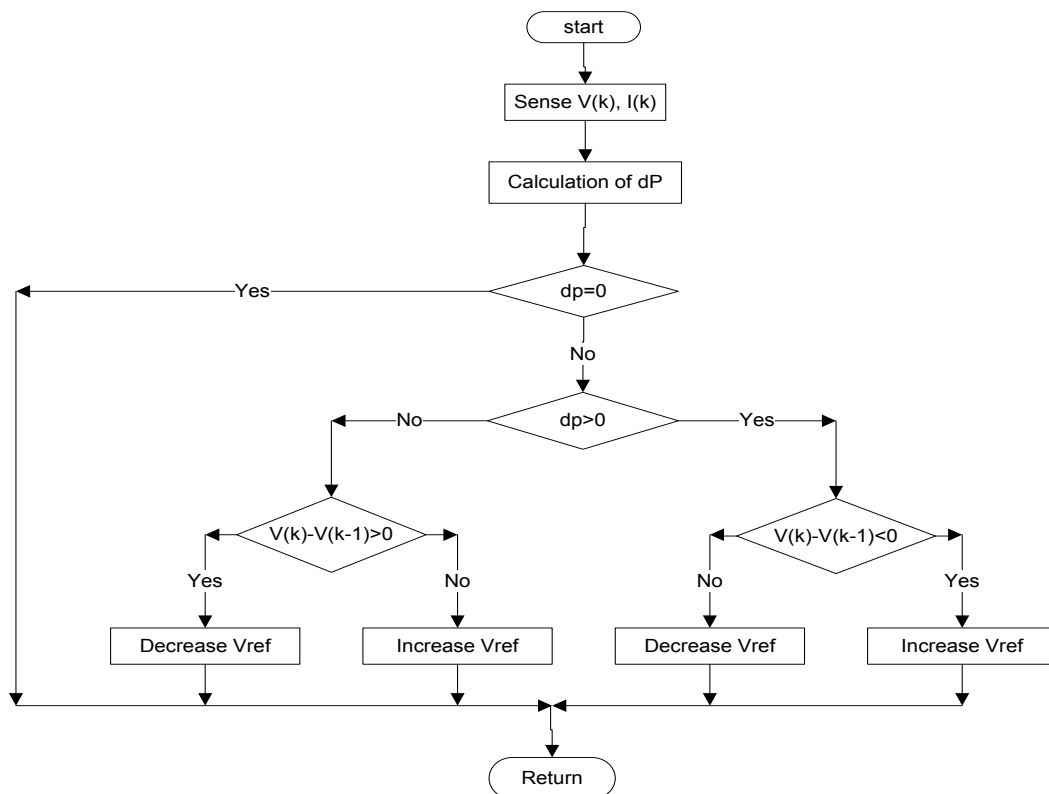 start
Sense V(k), I(k)
Calculation of dP
Yes
dp=0
No
No
dp>0
Yes
V(k)-V(k-1)>0
V(k)-V(k-1)<0
Yes
No
No
Yes
Decrease Vref
Increase Vref
Decrease Vref
Increase Vref
Return